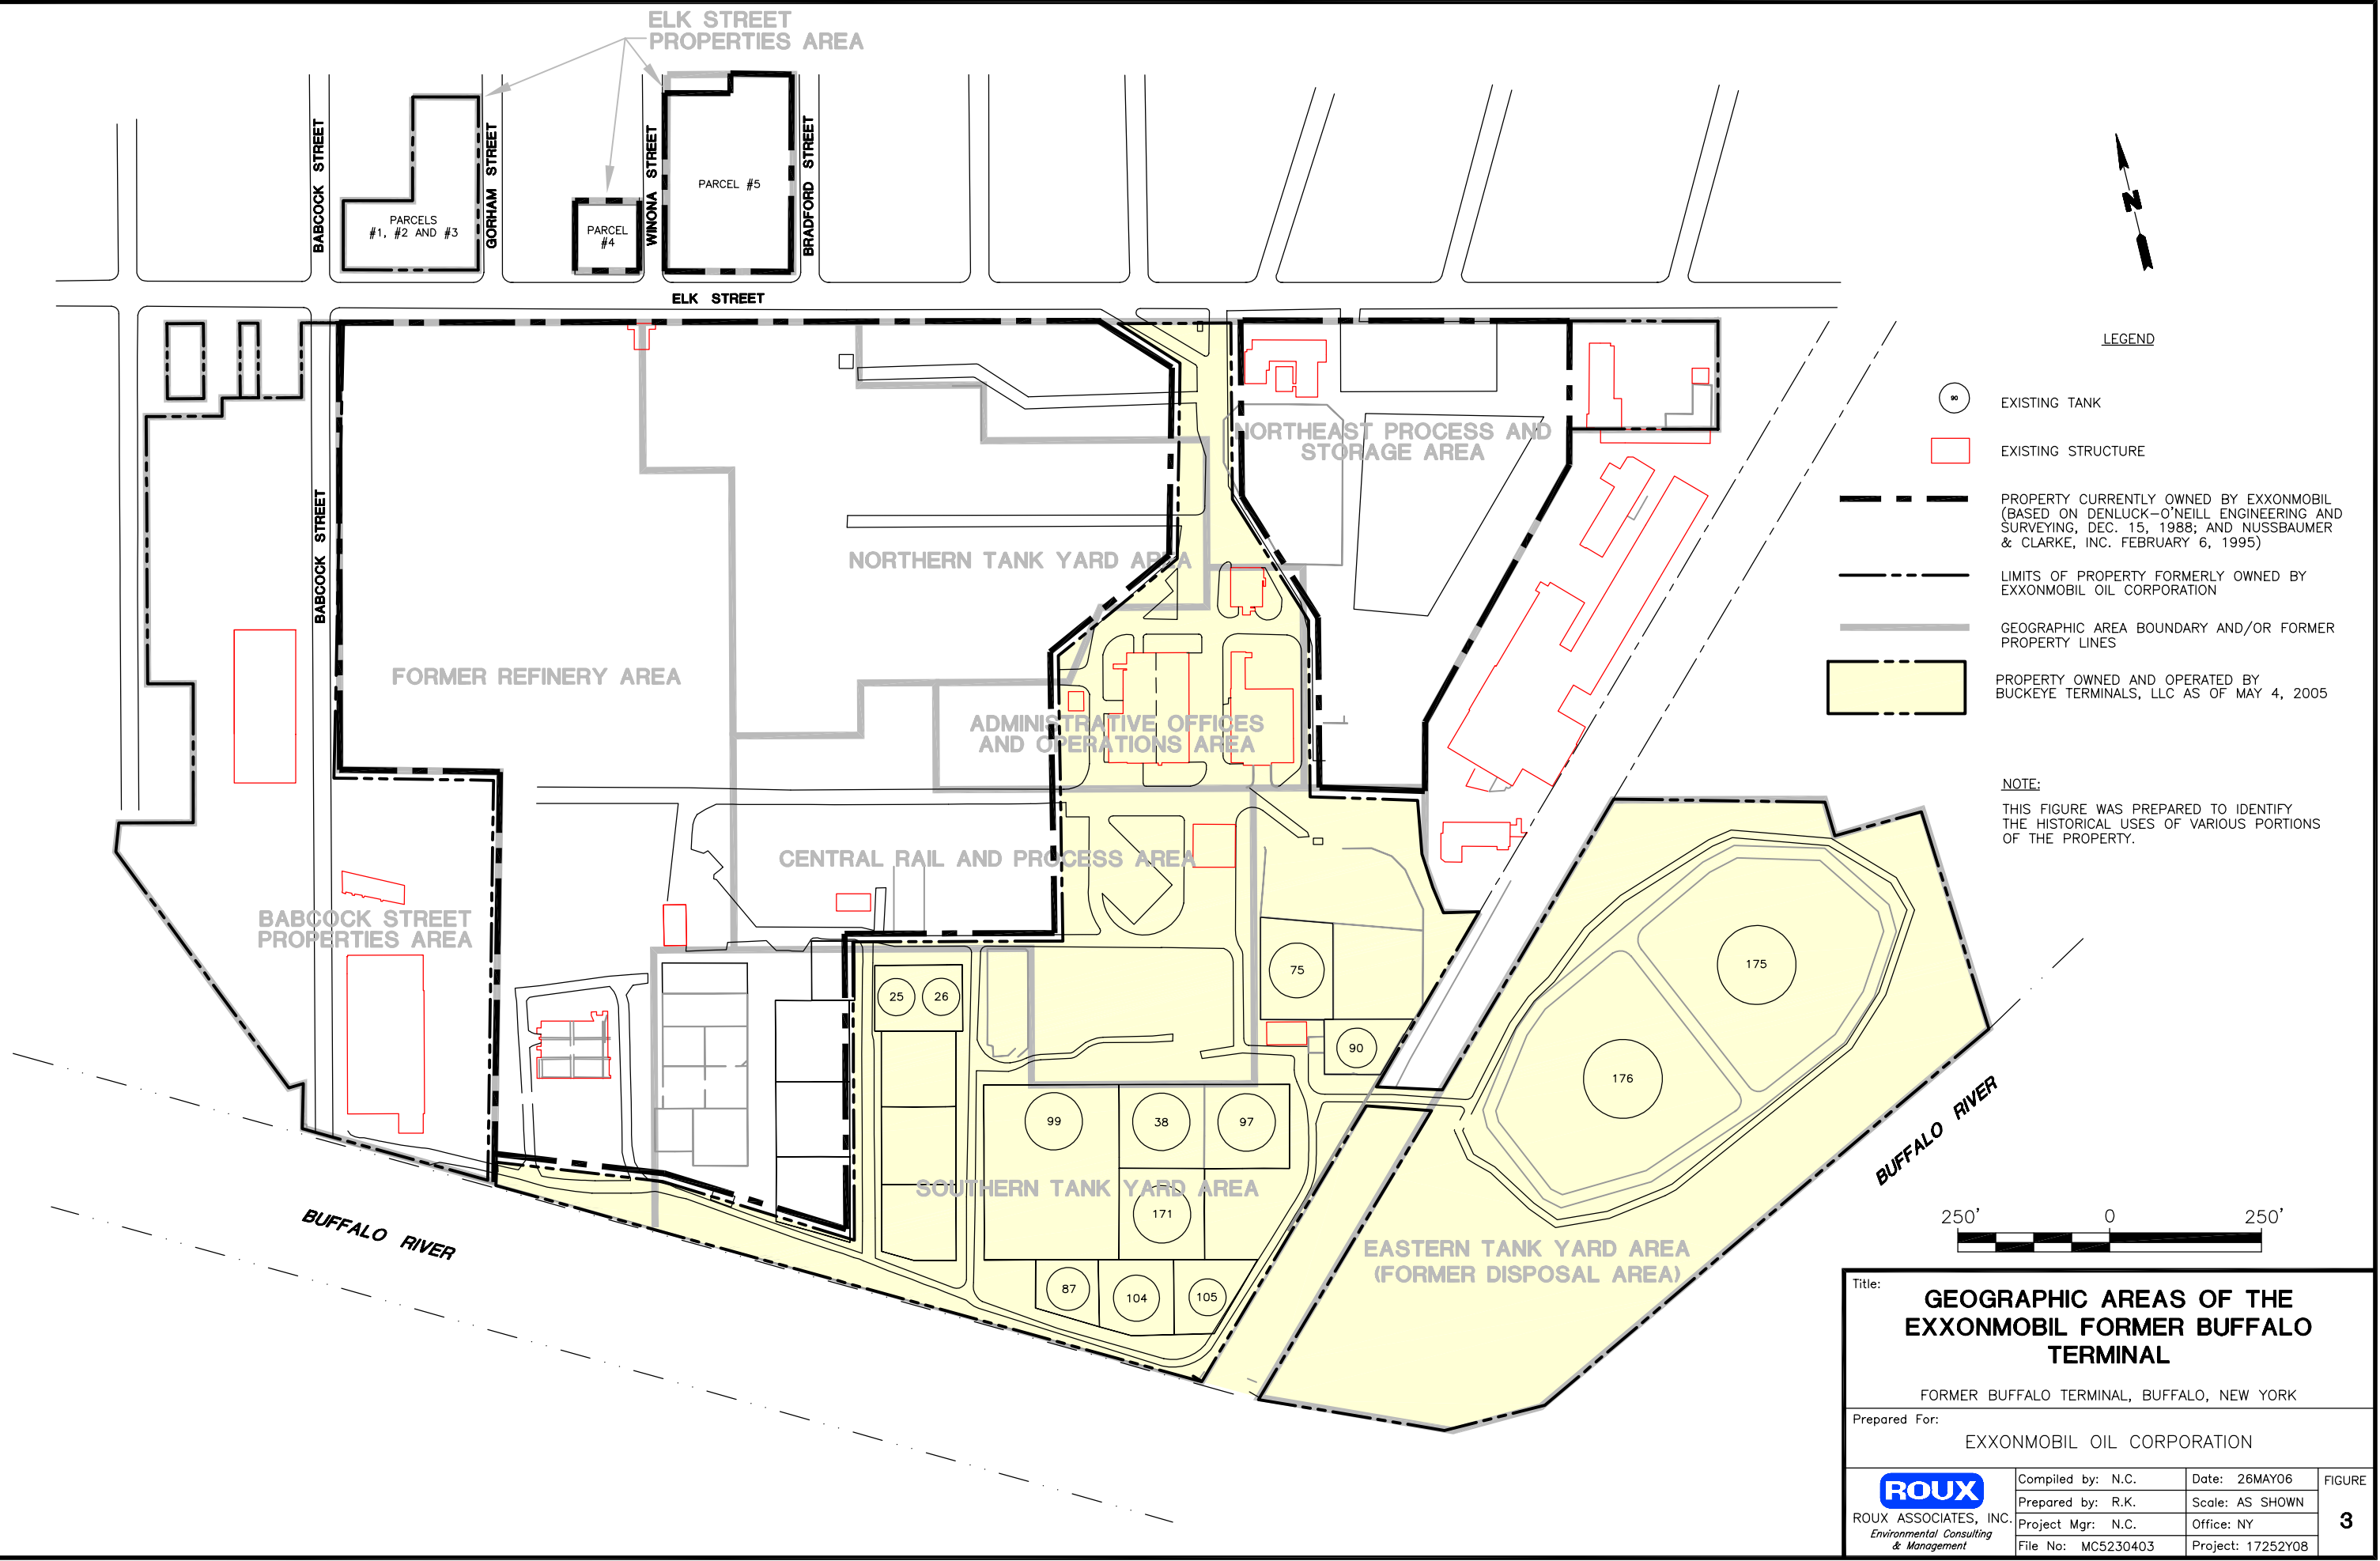 ELK STREET
PROPERTIES AREA
BABCOCK STREET
GORHAM STREET
WINONA STREET
BRADFORD STREET
PARCELS
#1, #2 AND #3
PARCEL
#4
PARCEL #5
ELK STREET
N
LEGEND
90
EXISTING TANK
EXISTING STRUCTURE
PROPERTY CURRENTLY OWNED BY EXXONMOBIL
(BASED ON DENLUCK-O'NEILL ENGINEERING AND
SURVEYING, DEC. 15, 1988; AND NUSSBAUMER
& CLARKE, INC. FEBRUARY 6, 1995)
LIMITS OF PROPERTY FORMERLY OWNED BY
EXXONMOBIL OIL CORPORATION
GEOGRAPHIC AREA BOUNDARY AND/OR FORMER
PROPERTY LINES
PROPERTY OWNED AND OPERATED BY
BUCKEYE TERMINALS, LLC AS OF MAY 4, 2005
NOTE:
THIS FIGURE WAS PREPARED TO IDENTIFY
THE HISTORICAL USES OF VARIOUS PORTIONS
OF THE PROPERTY.
NORTHEAST PROCESS AND
STORAGE AREA
BABCOCK STREET
NORTHERN TANK YARD AREA
FORMER REFINERY AREA
ADMINISTRATIVE OFFICES
AND OPERATIONS AREA
CENTRAL RAIL AND PROCESS AREA
BABCOCK STREET
PROPERTIES AREA
25
26
75
90
175
176
99
38
97
171
SOUTHERN TANK YARD AREA
87
104
105
EASTERN TANK YARD AREA
(FORMER DISPOSAL AREA)
BUFFALO RIVER
BUFFALO RIVER
250' 0 250'
Title:
GEOGRAPHIC AREAS OF THE
EXXONMOBIL FORMER BUFFALO
TERMINAL
FORMER BUFFALO TERMINAL, BUFFALO, NEW YORK
Prepared For:
EXXONMOBIL OIL CORPORATION
ROUX
ROUX ASSOCIATES, INC.
Environmental Consulting
& Management
Compiled by: N.C.
Date: 26MAY06
Prepared by: R.K.
Scale: AS SHOWN
Project Mgr: N.C.
Office: NY
File No: MC5230403
Project: 17252Y08
FIGURE
3